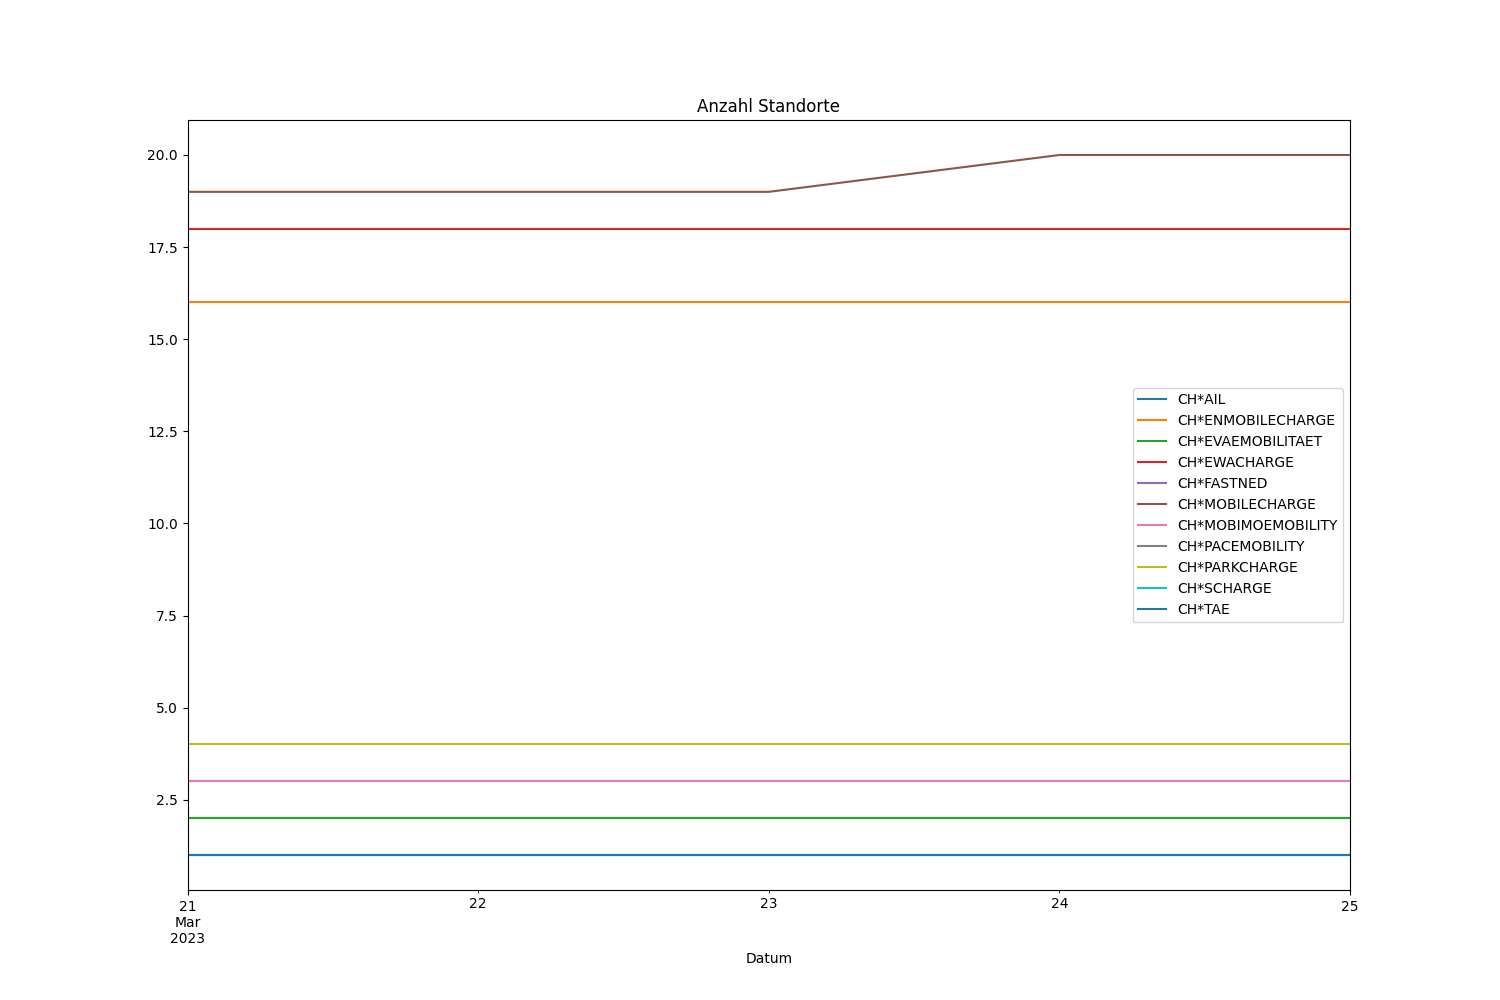 Anzahl Standorte
20.0
17.5
15.0
12.5
10.0
7.5
5.0
2.5
CH*AIL
CH*ENMOBILECHARGE
CH*EVAEMOBILITAET
CH*EWACHARGE
CH*FASTNED
CH*MOBILECHARGE
CH*MOBIMOEMOBILITY
CH*PACEMOBILITY
CH*PARKCHARGE
CH*SCHARGE
CH*TAE
21 22 23 24 25
Mar
2023
Datum